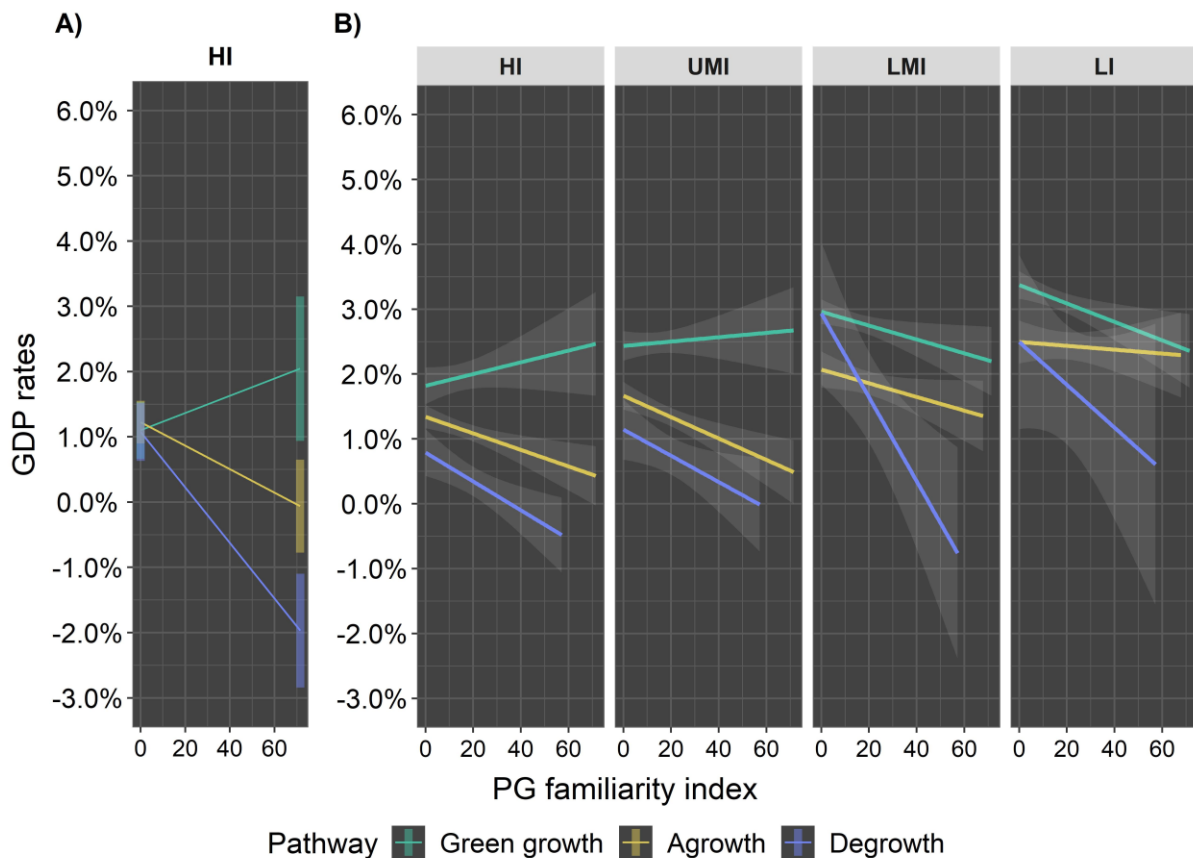 A)
HI
B)
HI UMI LMI LI
GDP rates
6.0%
5.0%
4.0%
3.0%
2.0%
1.0%
0.0%
-1.0%
-2.0%
-3.0%
0 20 40 60
6.0%
5.0%
4.0%
3.0%
2.0%
1.0%
0.0%
-1.0%
-2.0%
-3.0%
0 20 40 60
0 20 40 60
0 20 40 60
0 20 40 60
PG familiarity index
Pathway Green growth Agrowth Degrowth